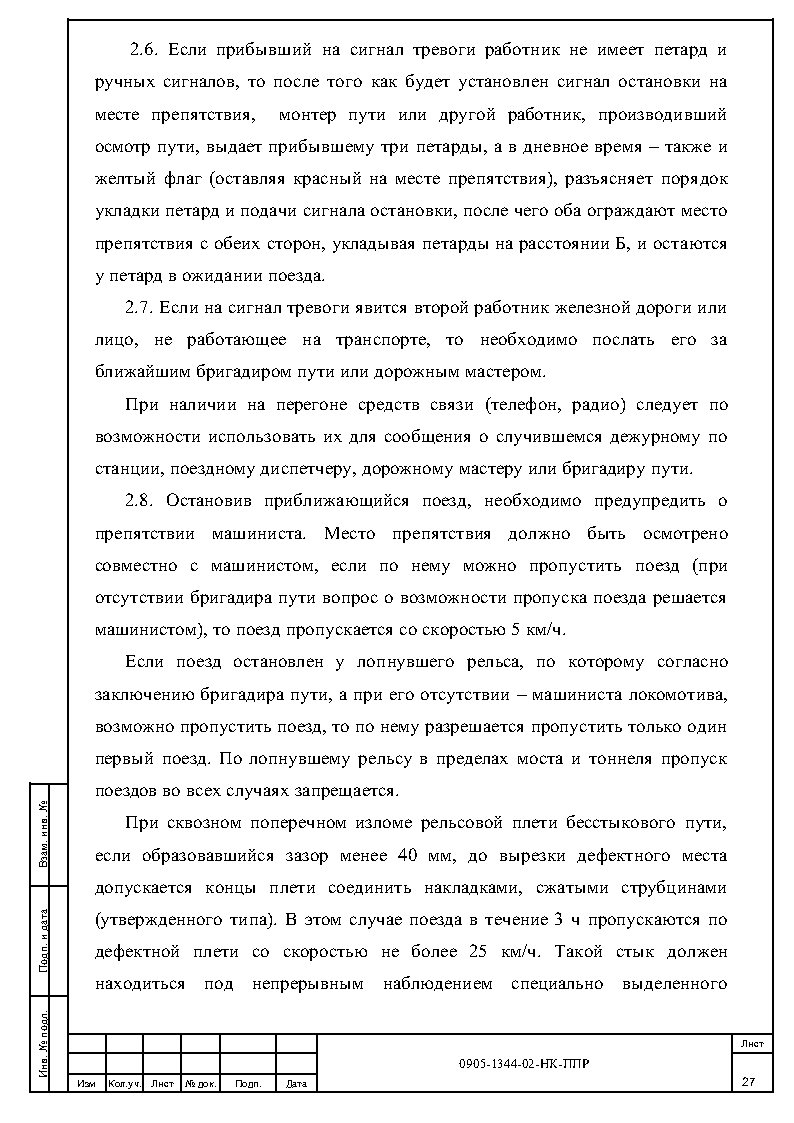 2.6. Если прибывший на сигнал тревоги работник не имеет петард и
ручных сигналов, то после того как будет установлен сигнал остановки на
месте препятствия, монтер пути или другой работник, производивший
осмотр пути, выдает прибывшему три петарды, а в дневное время – также и
желтый флаг (оставляя красный на месте препятствия), разъясняет порядок
укладки петард и подачи сигнала остановки, после чего оба ограждают место
препятствия с обеих сторон, укладывая петарды на расстоянии Б, и остаются
у петард в ожидании поезда.
2.7. Если на сигнал тревоги явится второй работник железной дороги или
лицо, не работающее на транспорте, то необходимо послать его за
ближайшим бригадиром пути или дорожным мастером.
При наличии на перегоне средств связи (телефон, радио) следует по
возможности использовать их для сообщения о случившемся дежурному по
станции, поездному диспетчеру, дорожному мастеру или бригадиру пути.
2.8. Остановив приближающийся поезд, необходимо предупредить о
препятствии машиниста. Место препятствия должно быть осмотрено
совместно с машинистом, если по нему можно пропустить поезд (при
отсутствии бригадира пути вопрос о возможности пропуска поезда решается
машинистом), то поезд пропускается со скоростью 5 км/ч.
Если поезд остановлен у лопнувшего рельса, по которому согласно
заключению бригадира пути, а при его отсутствии – машиниста локомотива,
возможно пропустить поезд, то по нему разрешается пропустить только один
первый поезд. По лопнувшему рельсу в пределах моста и тоннеля пропуск
поездов во всех случаях запрещается.
При сквозном поперечном изломе рельсовой плети бесстыкового пути,
если образовавшийся зазор менее 40 мм, до вырезки дефектного места
допускается концы плети соединить накладками, сжатыми струбцинами
(утвержденного типа). В этом случае поезда в течение 3 ч пропускаются по
дефектной плети со скоростью не более 25 км/ч. Такой стык должен
находиться под непрерывным наблюдением специально выделенного
Взам. инв. №
Подп. и дата
Инв. № подл.
Изм Кол.уч. Лист № док. Подп. Дата
0905-1344-02-НК-ППР
Лист
27